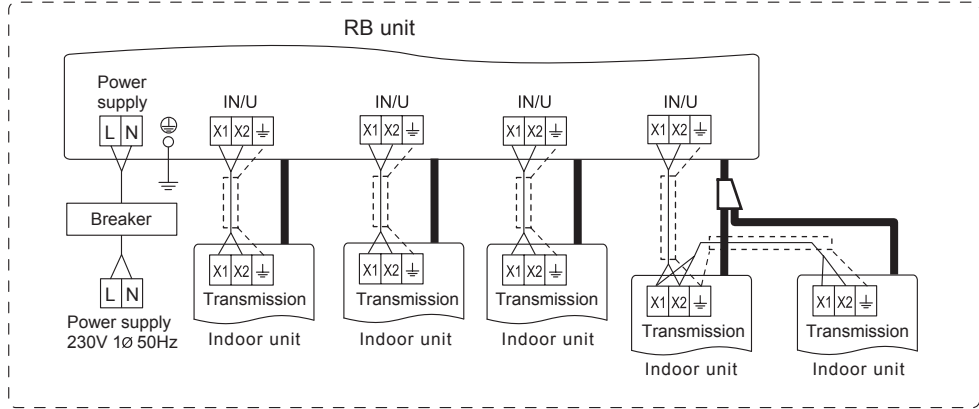 RB unit
Power
supply
IN/U
IN/U
IN/U
IN/U
L N
X1 X2
X1 X2
X1 X2
X1 X2
Breaker
X1 X2
X1 X2
X1 X2
X1 X2
X1 X2
L N
Transmission
Transmission
Transmission
Transmission
Transmission
Power supply
230V 1Ø 50Hz
Indoor unit
Indoor unit
Indoor unit
Indoor unit
Indoor unit